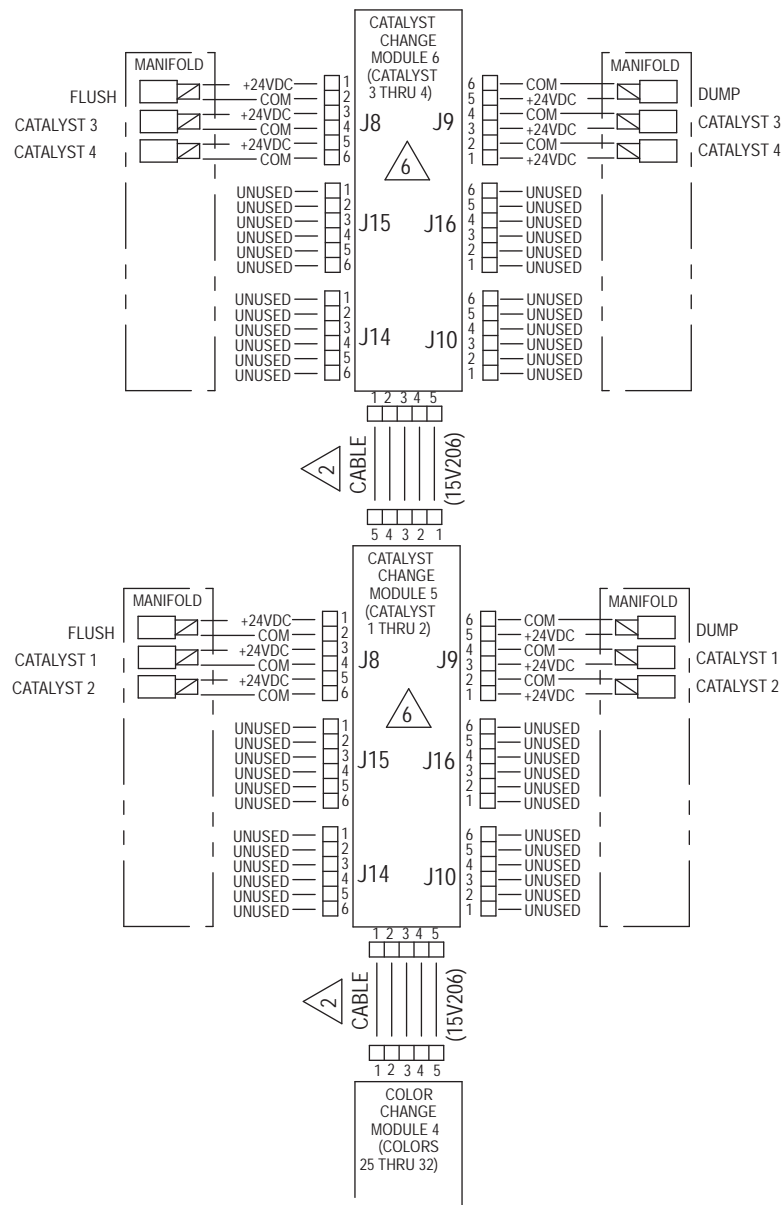 CATALYST
CHANGE
MODULE 6
(CATALYST
3 THRU 4)
MANIFOLD
FLUSH
CATALYST 3
CATALYST 4
+24VDC 1
COM 2
+24VDC 3
COM 4
+24VDC 5
COM 6
J8
J9
6
6 COM
5 +24VDC
4 COM
3 +24VDC
2 COM
1 +24VDC
MANIFOLD
DUMP
CATALYST 3
CATALYST 4
UNUSED 1
UNUSED 2
UNUSED 3
UNUSED 4
UNUSED 5
UNUSED 6
J15
J16
6 UNUSED
5 UNUSED
4 UNUSED
3 UNUSED
2 UNUSED
1 UNUSED
UNUSED 1
UNUSED 2
UNUSED 3
UNUSED 4
UNUSED 5
UNUSED 6
J14
J10
6 UNUSED
5 UNUSED
4 UNUSED
3 UNUSED
2 UNUSED
1 UNUSED
1 2 3 4 5
2
CABLE
(15V206)
5 4 3 2 1
CATALYST
CHANGE
MODULE 5
(CATALYST
1 THRU 2)
MANIFOLD
FLUSH
CATALYST 1
CATALYST 2
+24VDC 1
COM 2
+24VDC 3
COM 4
+24VDC 5
COM 6
J8
J9
6
6 COM
5 +24VDC
4 COM
3 +24VDC
2 COM
1 +24VDC
MANIFOLD
DUMP
CATALYST 1
CATALYST 2
UNUSED 1
UNUSED 2
UNUSED 3
UNUSED 4
UNUSED 5
UNUSED 6
J15
J16
6 UNUSED
5 UNUSED
4 UNUSED
3 UNUSED
2 UNUSED
1 UNUSED
UNUSED 1
UNUSED 2
UNUSED 3
UNUSED 4
UNUSED 5
UNUSED 6
J14
J10
6 UNUSED
5 UNUSED
4 UNUSED
3 UNUSED
2 UNUSED
1 UNUSED
1 2 3 4 5
2
CABLE
(15V206)
1 2 3 4 5
COLOR
CHANGE
MODULE 4
(COLORS
25 THRU 32)